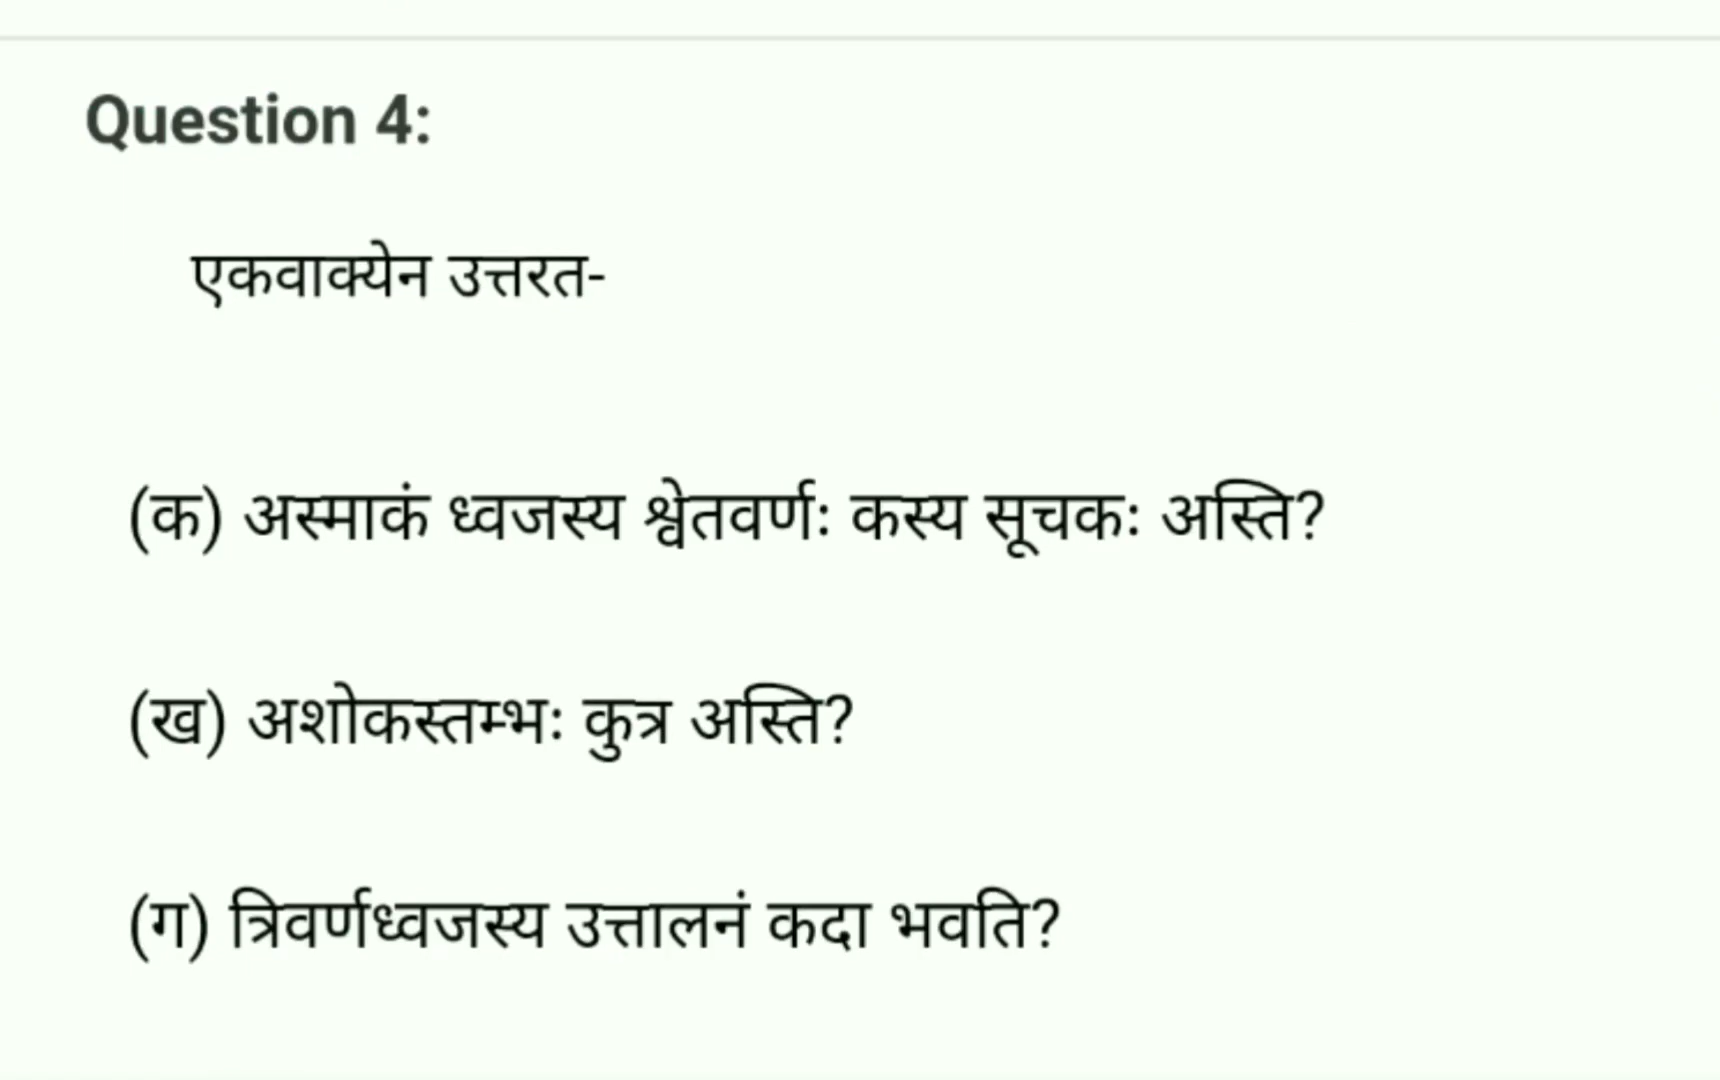 Question 4:
एकवाक्येन उत्तरत-
(क) अस्माकं ध्वजस्य श्वेतवर्णः कस्य सूचकः अस्ति?
(ख) अशोकस्तम्भः कुत्र अस्ति?
(ग) त्रिवर्णध्वजस्य उत्तालनं कदा भवति?